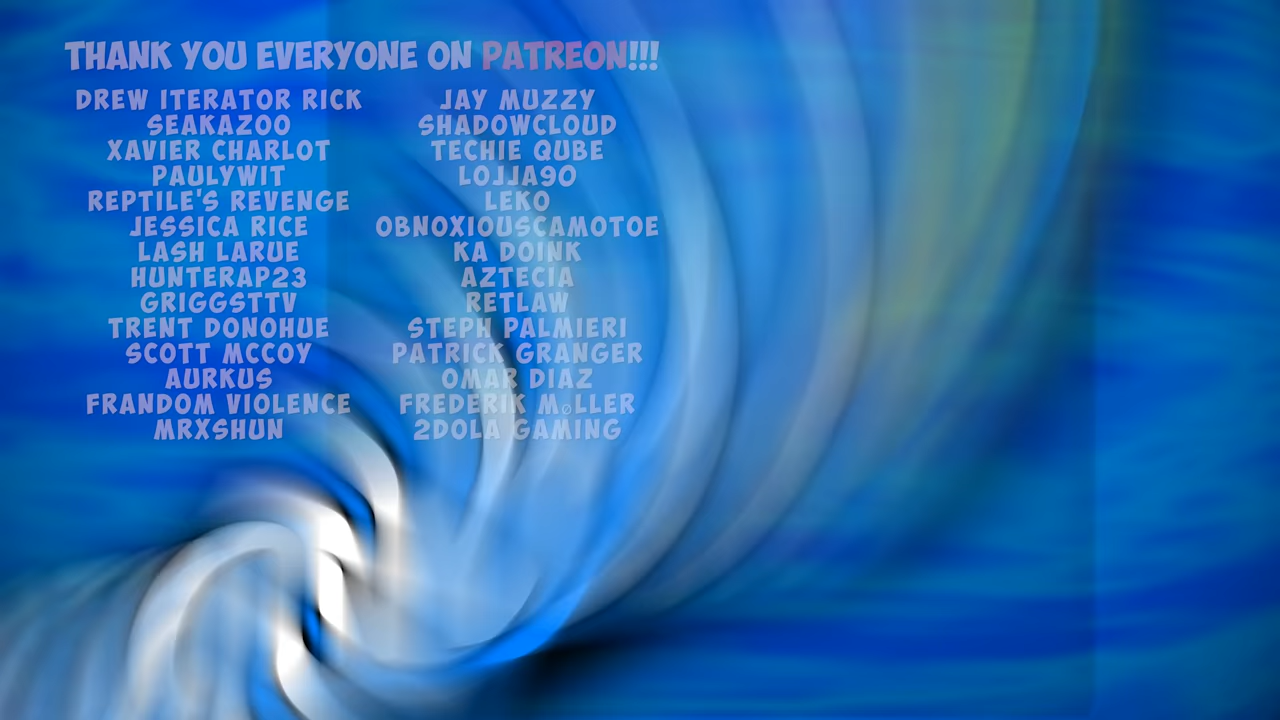 THANK YOU EVERYONE ON PATREON!!!
DREW ITERATOR RICK
SEAKAZOO
XAVIER CHARLOT
PAULYWIT
REPTILE'S REVENGE
JESSICA RICE
LASH LARUE
HUNTERAP23
GRIGGSTTV
TRENT DONOHUE
SCOTT MCCOY
AURKUS
FRANDOM VIOLENCE
MRXSHUN
JAY MUZZY
SHADOWCLOUD
TECHIE QUBE
LOJJA90
LEKO
OBNOXIOUSCAMOTOE
KA DOINK
AZTECIA
RETLAW
STEPH PALMIERI
PATRICK GRANGER
OMAR DIAZ
FREDERIK MøLLER
2DOLA GAMING